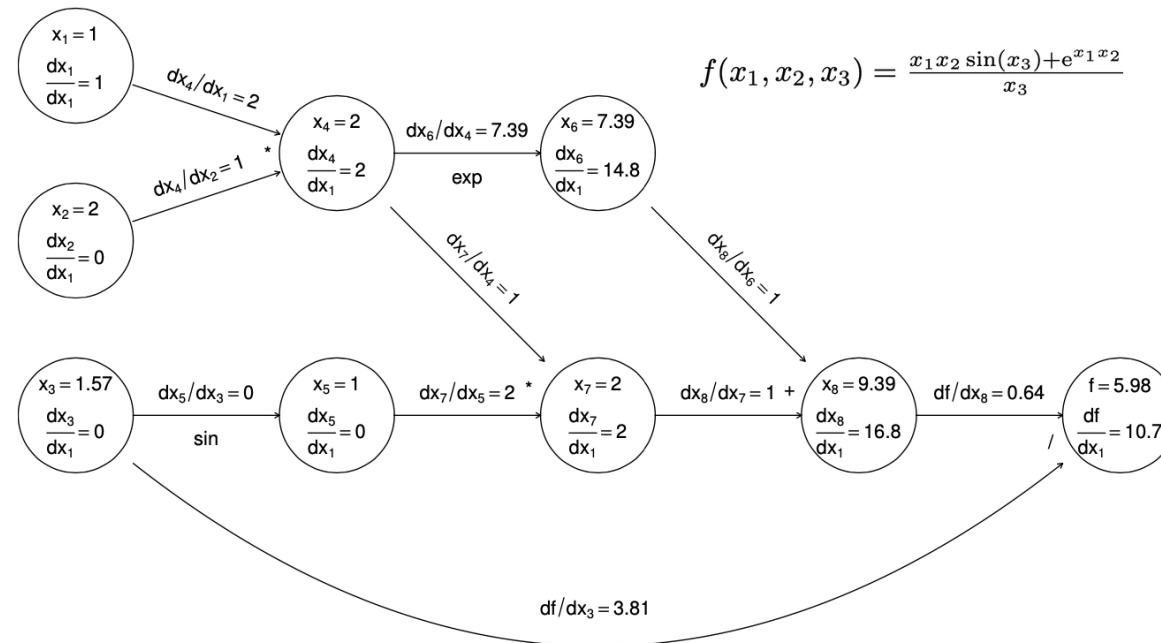 x₁ = 1
dx₁
dx₁ = 1
f(x₁, x₂, x₃) = x₁x₂ sin(x₃)+e^{x₁x₂}
x₃
dx₄/dx₁ = 2
x₄ = 2
dx₄
dx₁ = 2
*
dx₆/dx₄ = 7.39
exp
x₆ = 7.39
dx₆
dx₁ = 14.8
dx₄/dx₂ = 1
x₂ = 2
dx₂
dx₁ = 0
dx₇/dx₄ = 1
dx₈/dx₆ = 1
x₃ = 1.57
dx₃
dx₁ = 0
dx₅/dx₃ = 0
sin
x₅ = 1
dx₅
dx₁ = 0
dx₇/dx₅ = 2 *
x₇ = 2
dx₇
dx₁ = 2
dx₈/dx₇ = 1 +
x₈ = 9.39
dx₈
dx₁ = 16.8
df/dx₈ = 0.64
/
f = 5.98
df
dx₁ = 10.7
df/dx₃ = 3.81